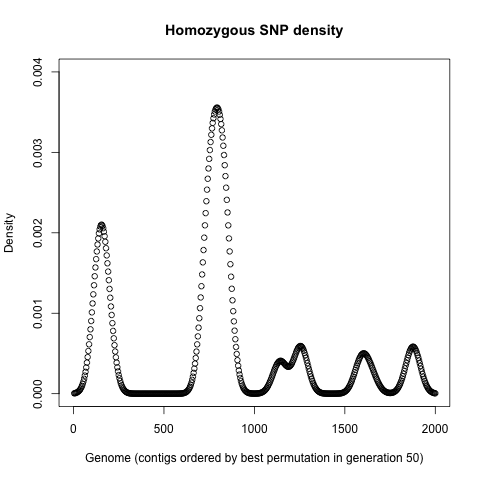 Homozygous SNP density
0.004
0.003
0.002
0.001
0.000
Density
0 500 1000 1500 2000
Genome (contigs ordered by best permutation in generation 50)